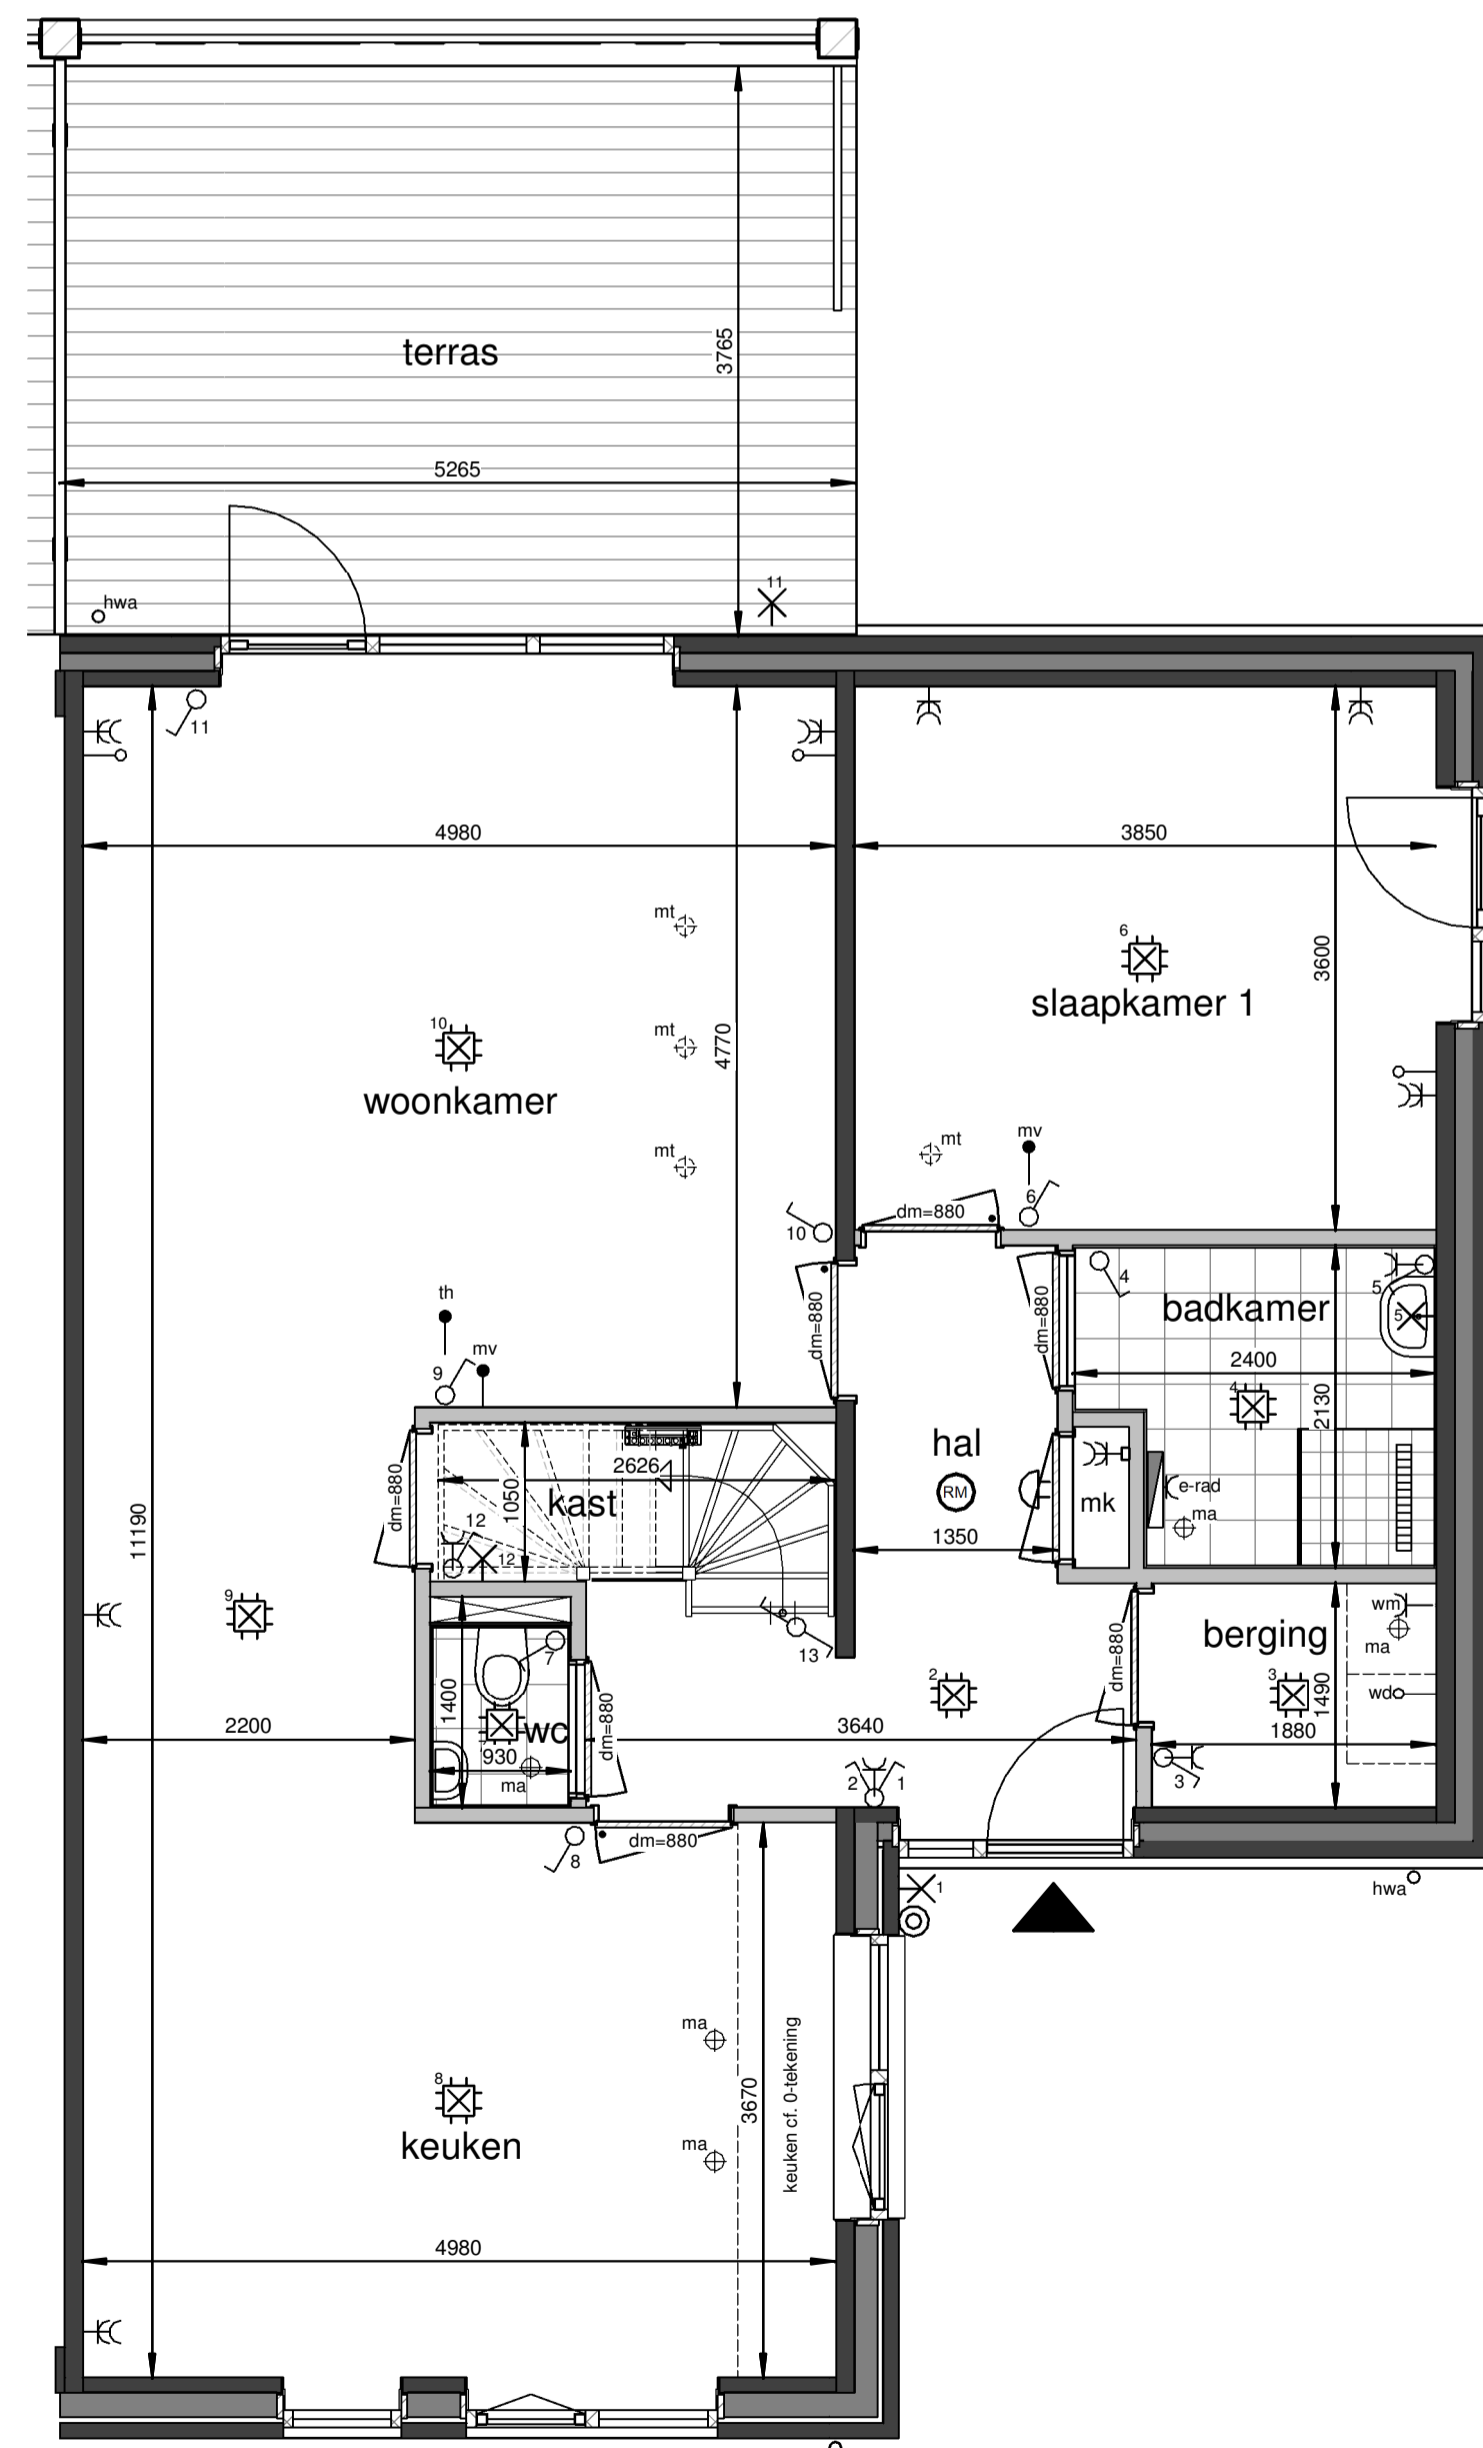 terras
3765
5265
hwa
11
11
4980
3850
mt
6
3600
slaapkamer 1
10
mt
4770
woonkamer
mt
mt
mv
6
dm=880
10
th
mv
9
dm=880
dm=880
4
badkamer
5
5
2400
4
2130
hal
RM
1350
mk
e-rad
ma
dm=880
2626
1050
kast
12
12
11190
9
13
7
1400
wc
930
ma
dm=880
2200
3640
2
dm=880
berging
wm
ma
3
1490
wd
1880
3
2
1
8
dm=880
1
hwa
ma
keuken cf. 0-tekening
3670
8
keuken
ma
4980